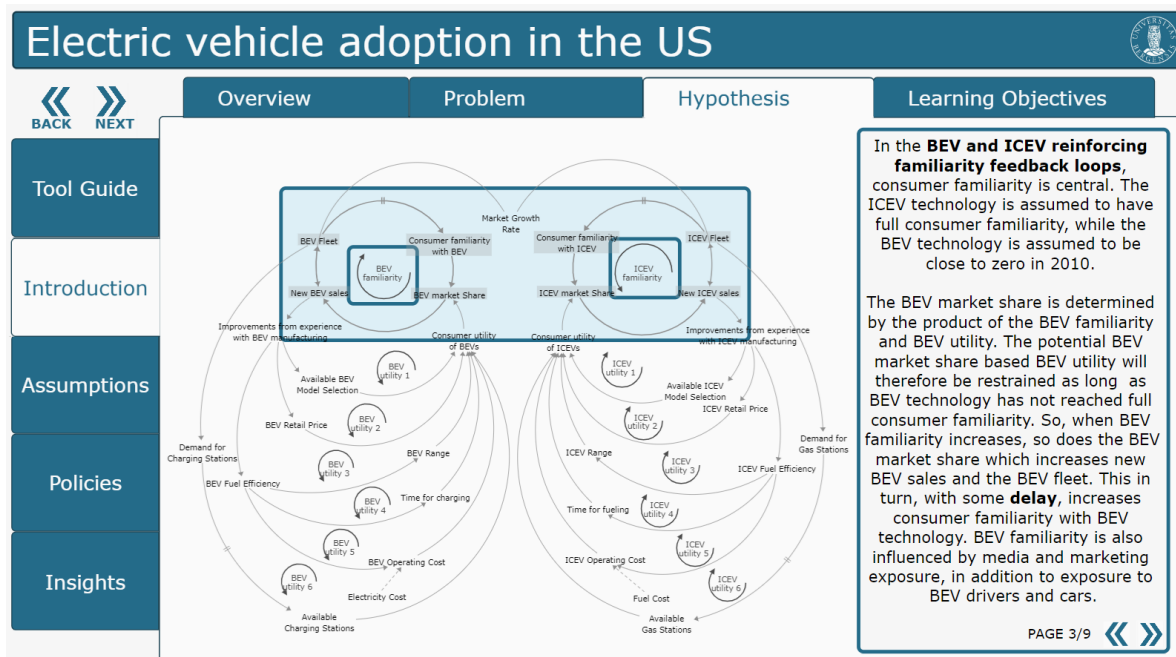 Electric vehicle adoption in the US
UNIVERSITAS
BERGENSIS
BACK
NEXT
Overview
Problem
Hypothesis
Learning Objectives
Tool Guide
Introduction
Assumptions
Policies
Insights
Market Growth
Rate
BEV Fleet
Consumer familiarity
with BEV
BEV
familiarity
New BEV sales
BEV market Share
Consumer familiarity
with ICEV
ICEV Fleet
ICEV
familiarity
ICEV market Share
New ICEV sales
Improvements from experience
with BEV manufacturing
Consumer utility
of BEVs
Consumer utility
of ICEVs
Improvements from experience
with ICEV manufacturing
BEV
utility 1
Available BEV
Model Selection
BEV
utility 2
BEV Retail Price
BEV
utility 3
BEV Range
Demand for
Charging Stations
BEV Fuel Efficiency
BEV
utility 4
Time for charging
BEV
utility 5
BEV Operating Cost
BEV
utility 6
Electricity Cost
Available
Charging Stations
ICEV
utility 1
Available ICEV
Model Selection
ICEV Retail Price
ICEV
utility 2
ICEV Range
ICEV
utility 3
Demand for
Gas Stations
ICEV Fuel Efficiency
Time for fueling
ICEV
utility 4
ICEV
utility 5
ICEV Operating Cost
ICEV
utility 6
Fuel Cost
Available
Gas Stations
In the BEV and ICEV reinforcing
familiarity feedback loops,
consumer familiarity is central. The
ICEV technology is assumed to have
full consumer familiarity, while the
BEV technology is assumed to be
close to zero in 2010.
The BEV market share is determined
by the product of the BEV familiarity
and BEV utility. The potential BEV
market share based BEV utility will
therefore be restrained as long as
BEV technology has not reached full
consumer familiarity. So, when BEV
familiarity increases, so does the BEV
market share which increases new
BEV sales and the BEV fleet. This in
turn, with some delay, increases
consumer familiarity with BEV
technology. BEV familiarity is also
influenced by media and marketing
exposure, in addition to exposure to
BEV drivers and cars.
PAGE 3/9